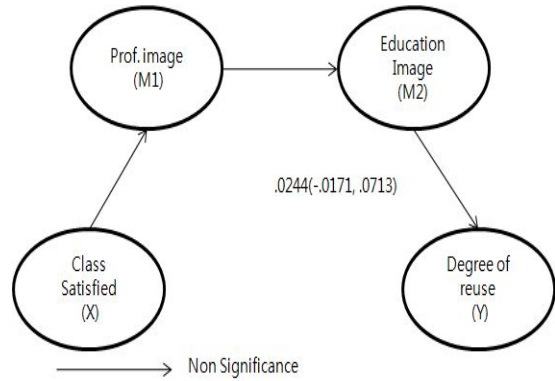 Prof. image
(M1)
Education
Image
(M2)
.0244(-.0171, .0713)
Class
Satisfied
(X)
Degree of
reuse
(Y)
Non Significance